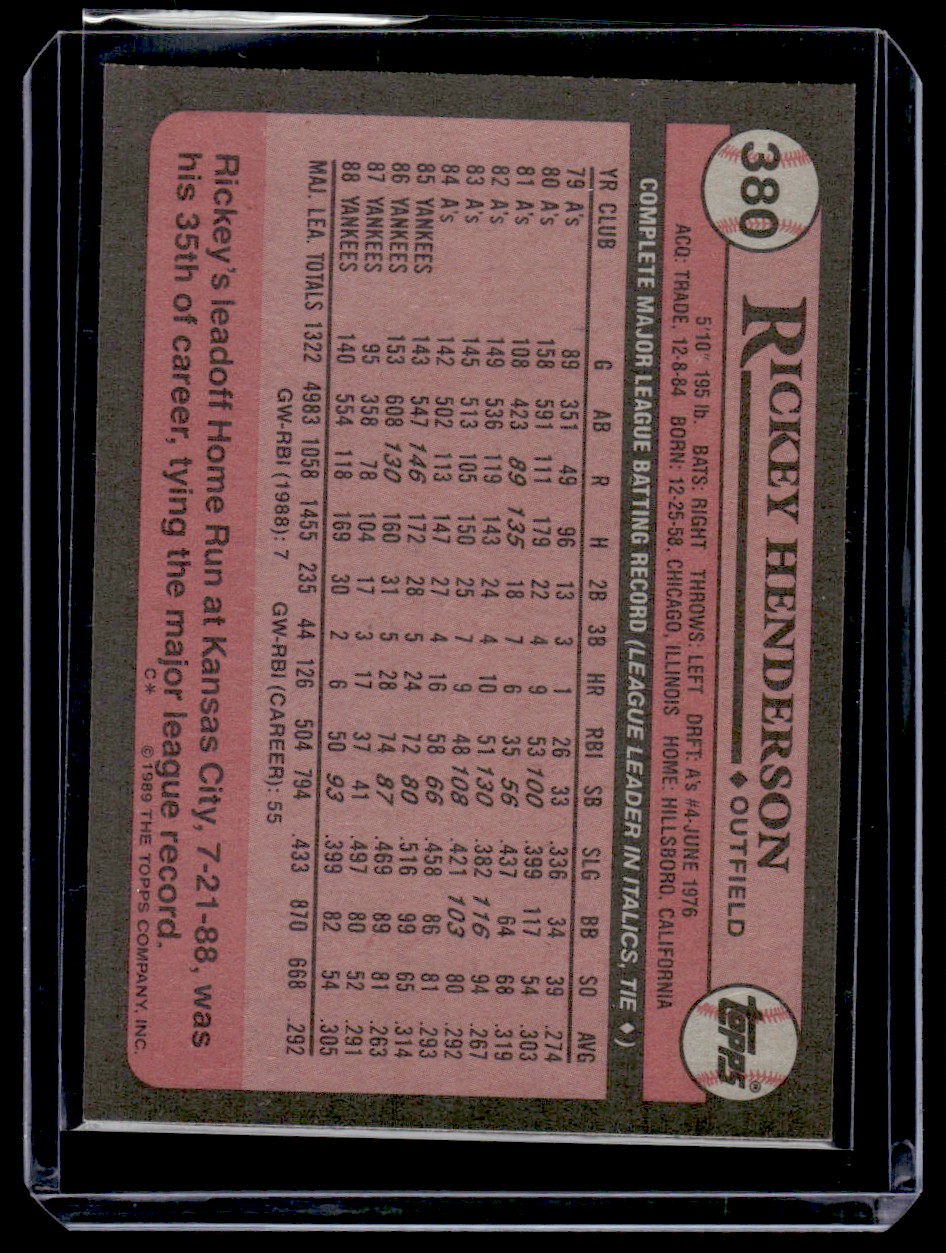 380
RICKEY HENDERSON
♦OUTFIELD
TOPPS®
5'10" 195 lb. BATS: RIGHT THROWS: LEFT DRFT: A's #4-JUNE 1976
ACQ: TRADE, 12-8-84 BORN: 12-25-58, CHICAGO, ILLINOIS HOME: HILLSBORO, CALIFORNIA
COMPLETE MAJOR LEAGUE BATTING RECORD (LEAGUE LEADER IN ITALICS, TIE ♦)
YR CLUB G AB R H 2B 3B HR RBI SB SLG BB SO AVG
79 A's 89 351 49 96 13 3 1 26 33 .336 34 39 .274
80 A's 158 591 111 179 22 4 9 53 100 .399 117 54 .303
81 A's 108 423 89 135 18 7 6 35 56 .437 64 68 .319
82 A's 149 536 119 143 24 4 10 51 130 .382 116 94 .267
83 A's 145 513 105 150 25 7 9 48 108 .421 103 80 .292
84 A's 142 502 113 147 27 4 16 58 66 .458 86 81 .293
85 YANKEES 143 547 146 172 28 5 24 72 80 .516 99 65 .314
86 YANKEES 153 608 130 160 31 5 28 74 87 .469 89 81 .263
87 YANKEES 95 358 78 104 17 3 17 37 41 .497 80 52 .291
88 YANKEES 140 554 118 169 30 2 6 50 93 .399 82 54 .305
MAJ. LEA. TOTALS 1322 4983 1058 1455 235 44 126 504 794 .433 870 668 .292
GW-RBI (1988): 7 GW-RBI (CAREER): 55
Rickey's leadoff Home Run at Kansas City, 7-21-88, was
his 35th of career, tying the major league record.
C* ©1989 THE TOPPS COMPANY, INC.